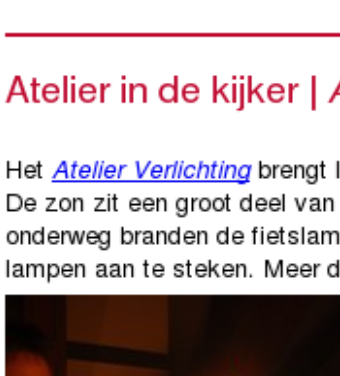 Atelier in de kijker |
Het Atelier Verlichting brengt
De zon zit een groot deel van
onderweg branden de fietslam
lampen aan te steken. Meer d